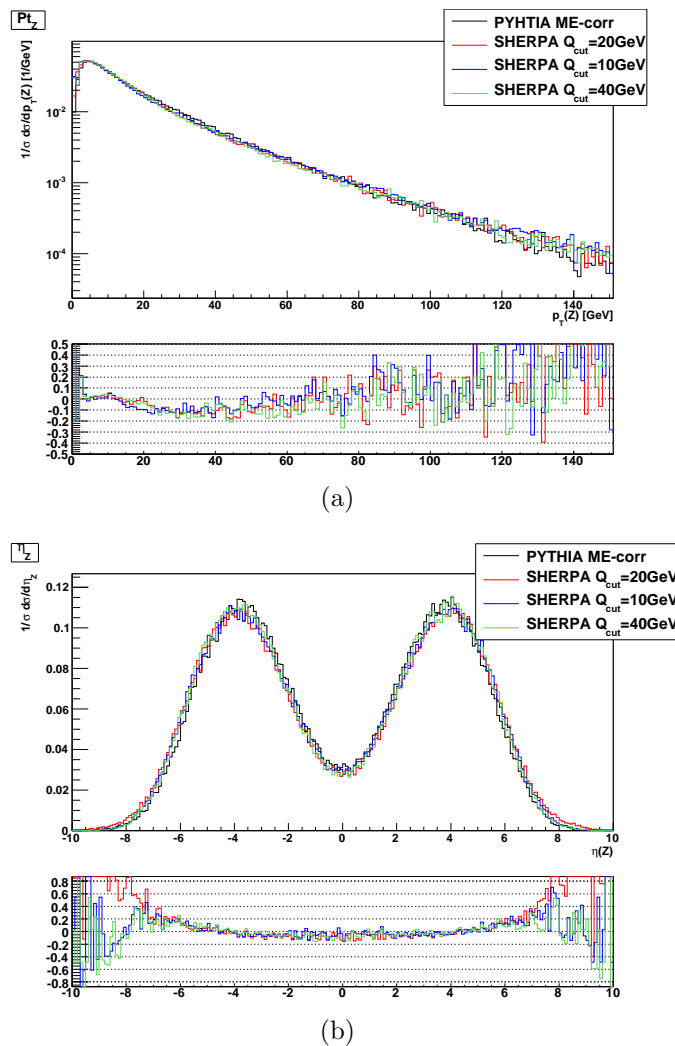 Pt_Z
PYHTIA ME-corr
SHERPA Q_cut=20GeV
SHERPA Q_cut=10GeV
SHERPA Q_cut=40GeV
1/σ dσ/dp_T(Z) [1/GeV]
10^-2
10^-3
10^-4
0 20 40 60 80 100 120 140
p_T(Z) [GeV]
0.5
0.4
0.3
0.2
0.1
0
-0.1
-0.2
-0.3
-0.4
-0.5
0 20 40 60 80 100 120 140
(a)
η_Z
PYTHIA ME-corr
SHERPA Q_cut=20GeV
SHERPA Q_cut=10GeV
SHERPA Q_cut=40GeV
1/σ dσ/dη_Z
0.12
0.1
0.08
0.06
0.04
0.02
0
-10 -8 -6 -4 -2 0 2 4 6 8 10
η(Z)
0.8
0.6
0.4
0.2
0
-0.2
-0.4
-0.6
-0.8
-10 -8 -6 -4 -2 0 2 4 6 8 10
(b)